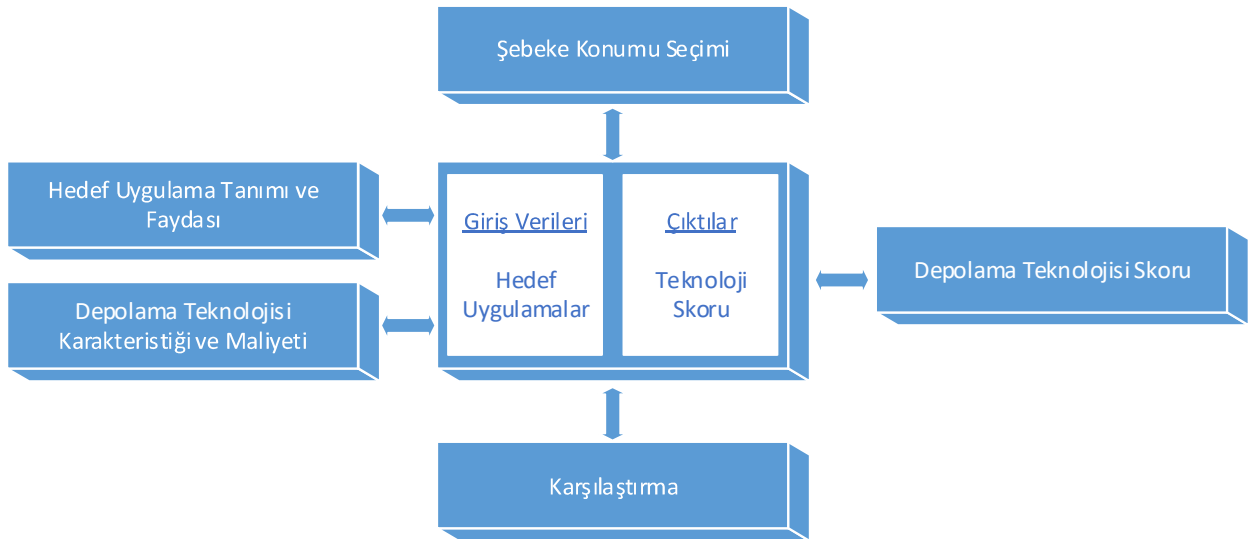 Şebeke Konumu Seçimi
Hedef Uygulama Tanımı ve
Faydası
Depolama Teknolojisi
Karakteristiği ve Maliyeti
Giriş Verileri
Hedef
Uygulamalar
Çıktılar
Teknoloji
Skoru
Depolama Teknolojisi Skoru
Karşılaştırma